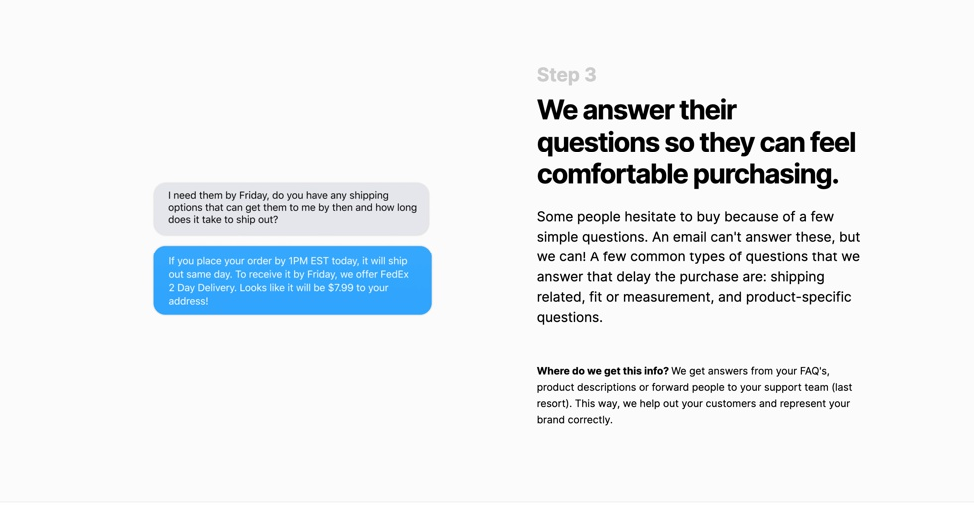 Step 3
We answer their
questions so they can feel
comfortable purchasing.
Some people hesitate to buy because of a few
simple questions. An email can't answer these, but
we can! A few common types of questions that we
answer that delay the purchase are: shipping
related, fit or measurement, and product-specific
questions.
Where do we get this info? We get answers from your FAQ's,
product descriptions or forward people to your support team (last
resort). This way, we help out your customers and represent your
brand correctly.
I need them by Friday, do you have any shipping
options that can get them to me by then and how long
does it take to ship out?
If you place your order by 1PM EST today, it will ship
out same day. To receive it by Friday, we offer FedEx
2 Day Delivery. Looks like it will be $7.99 to your
address!